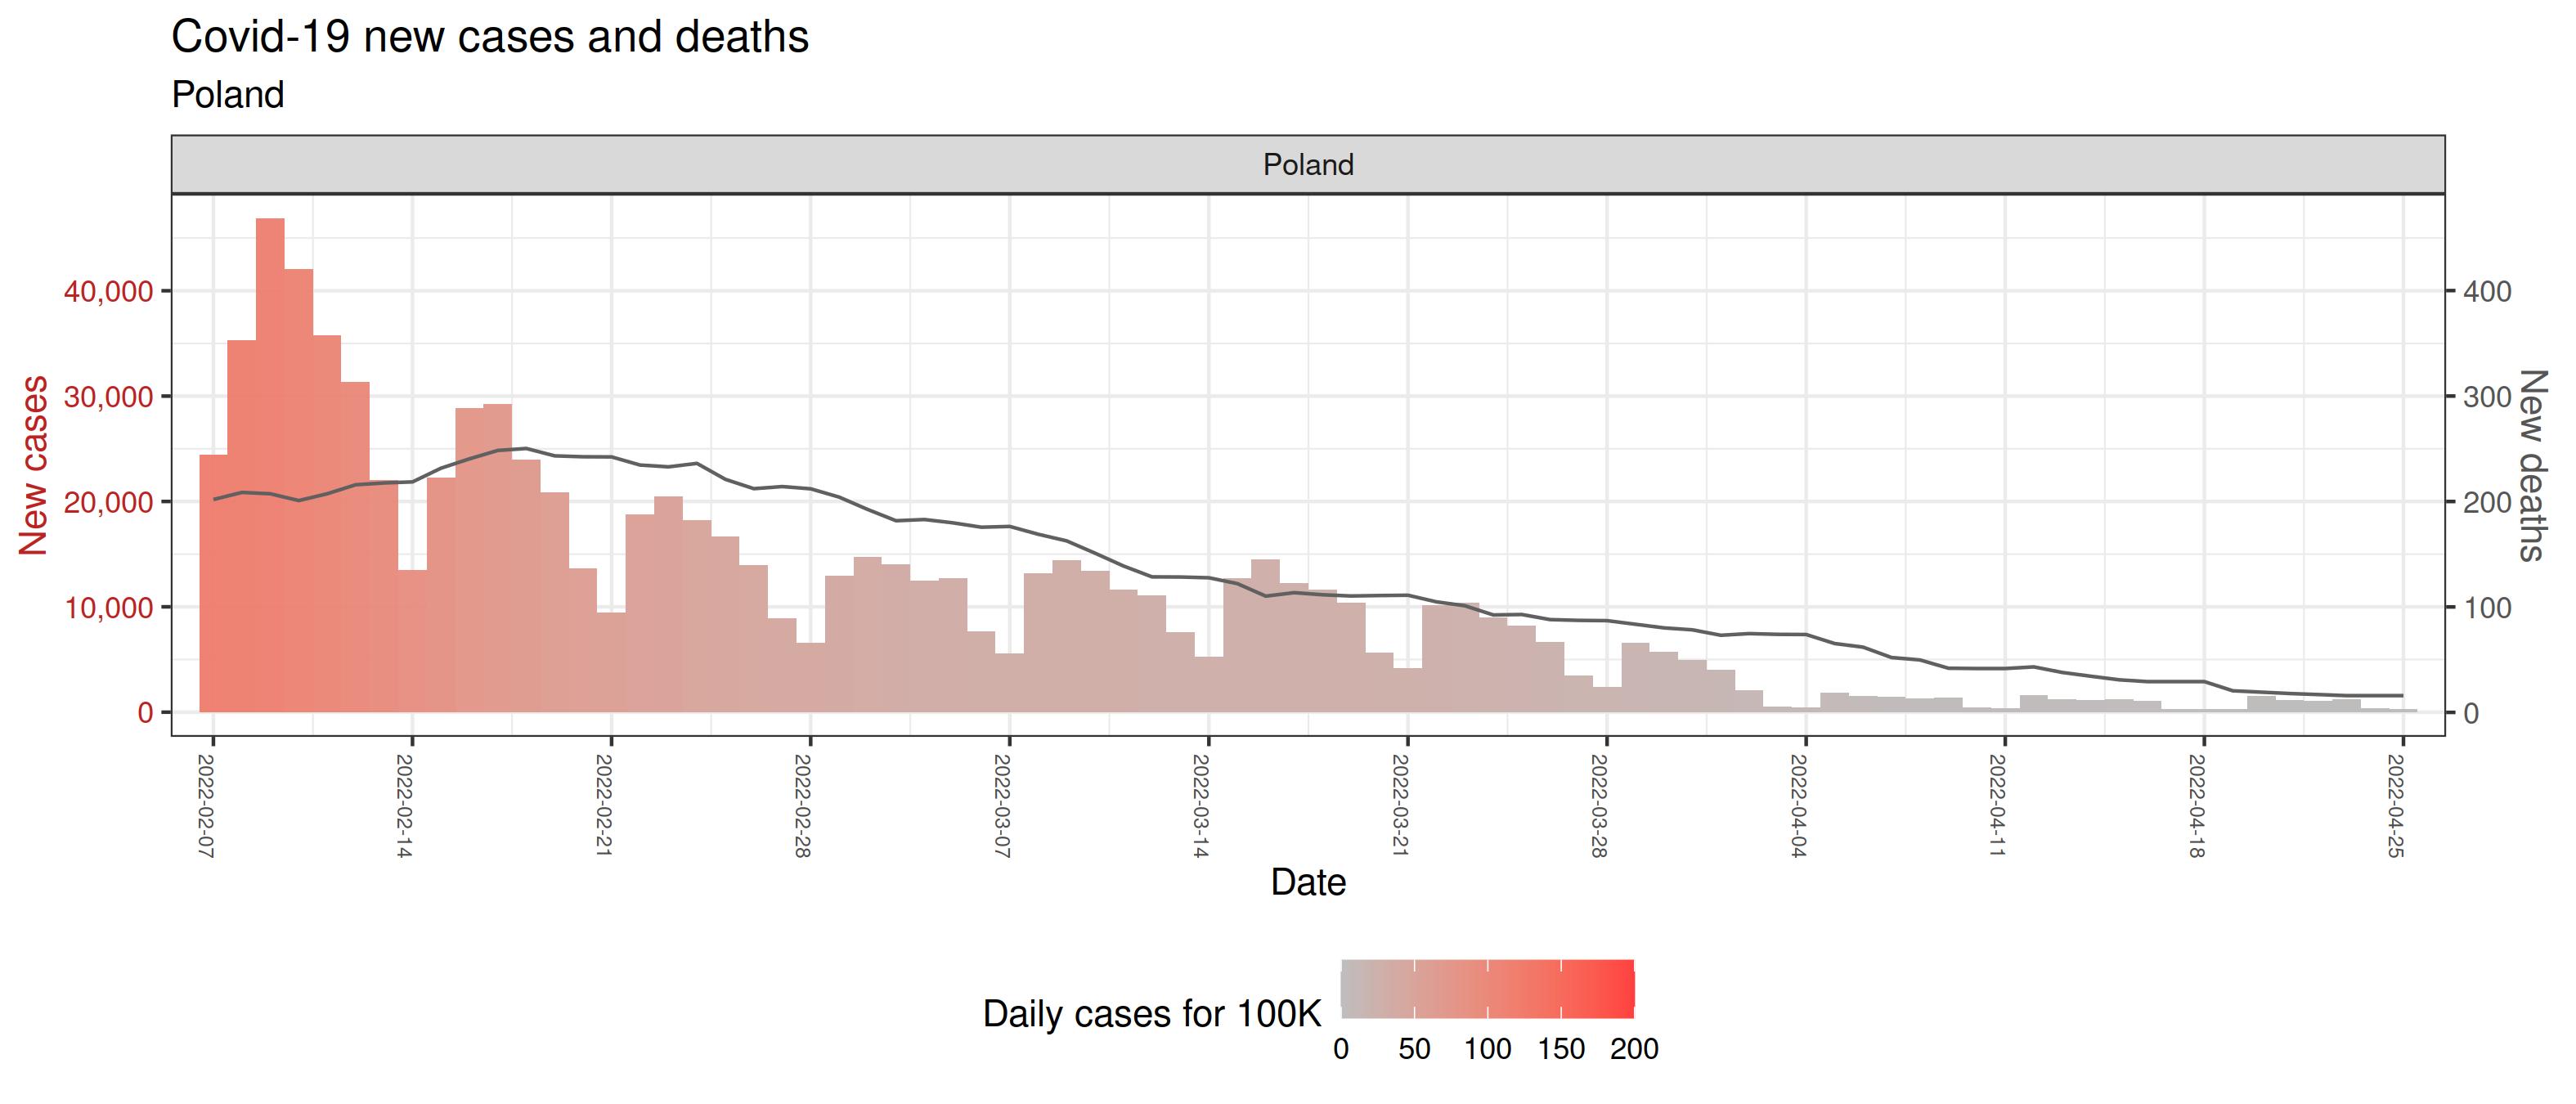 Covid-19 new cases and deaths
Poland
Poland
New cases
40,000
30,000
20,000
10,000
0
400
300
200
100
0
New deaths
2022-02-07
2022-02-14
2022-02-21
2022-02-28
2022-03-07
2022-03-14
2022-03-21
2022-03-28
2022-04-04
2022-04-11
2022-04-18
2022-04-25
Date
Daily cases for 100K
0 50 100 150 200